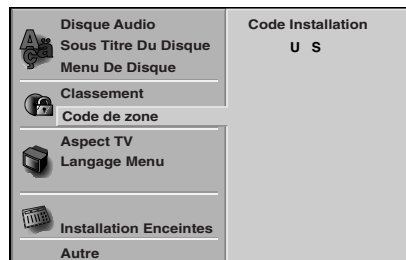 Disque Audio
Sous Titre Du Disque
Menu De Disque
Classement
Code de zone
Aspect TV
Langage Menu
Installation Enceintes
Autre
Code Installation
U S